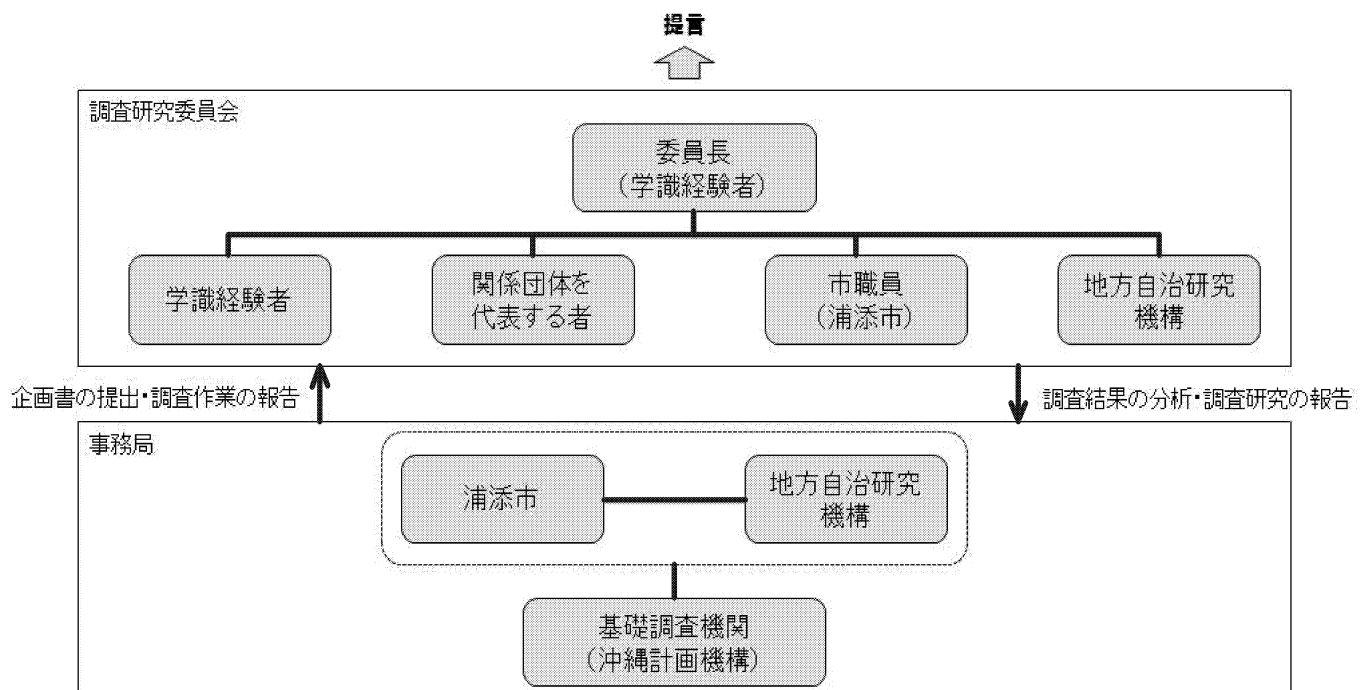 提言
調査研究委員会
委員長
（学識経験者）
学識経験者
関係団体を
代表する者
市職員
（浦添市）
地方自治研究
機構
企画書の提出・調査作業の報告
調査結果の分析・調査研究の報告
事務局
浦添市
地方自治研究
機構
基礎調査機関
（沖縄計画機構）